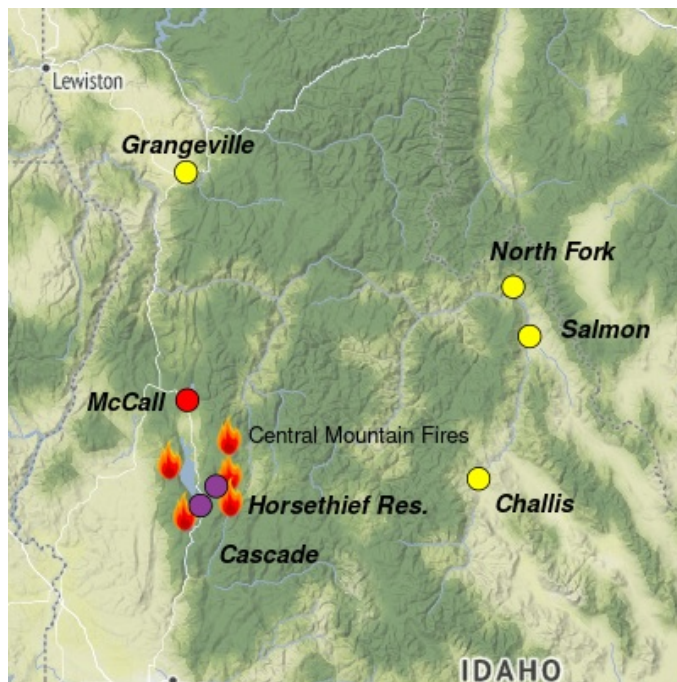 Lewiston
Grangeville
North Fork
Salmon
McCall
Central Mountain Fires
Horsethief Res.
Challis
Cascade
IDAHO